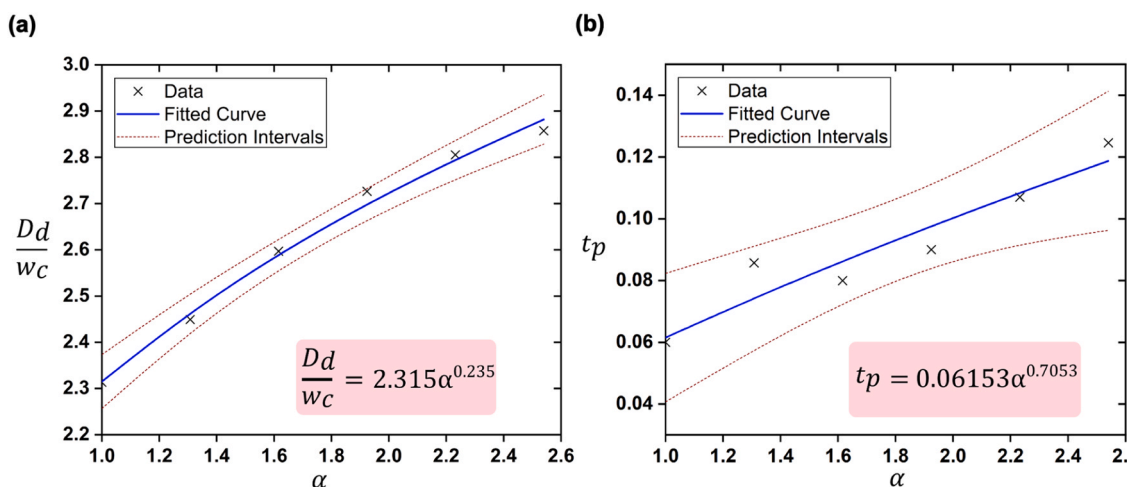 (a)
3.0
2.9
2.8
2.7
2.6
2.5
2.4
2.3
2.2
Dd
wc
Data
Fitted Curve
Prediction Intervals
Dd/wc = 2.315α^0.235
1.0 1.2 1.4 1.6 1.8 2.0 2.2 2.4 2.6
α
(b)
0.14
0.12
0.10
0.08
0.06
0.04
tp
Data
Fitted Curve
Prediction Intervals
tp = 0.06153α^0.7053
1.0 1.2 1.4 1.6 1.8 2.0 2.2 2.4 2.
α